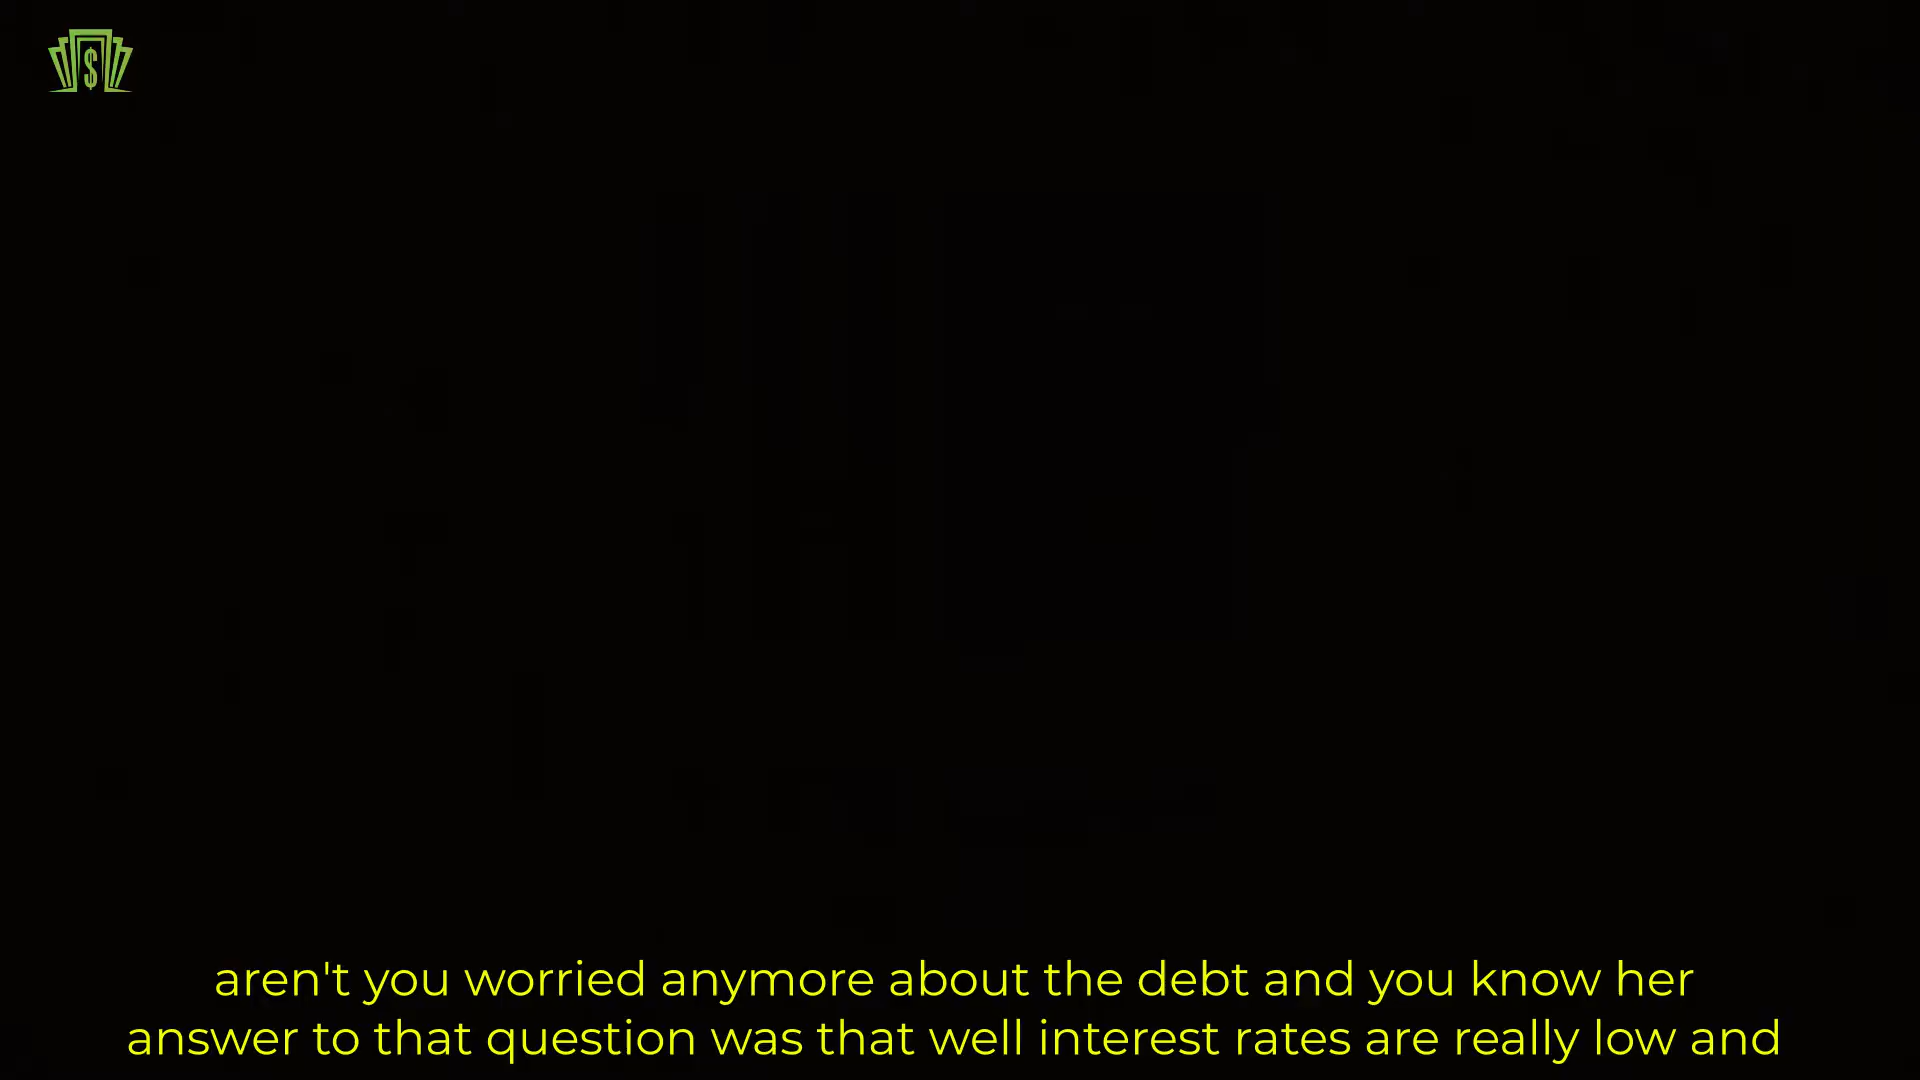 $
aren't you worried anymore about the debt and you know her
answer to that question was that well interest rates are really low and